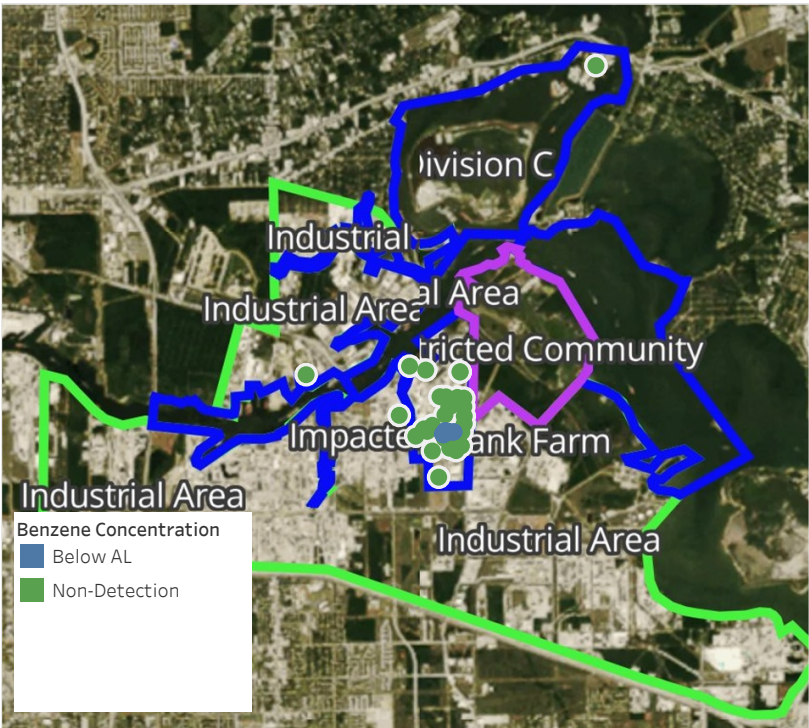 Division C
Industrial
al Area
Industrial Area
tricted Community
Impacte ank Farm
Industrial Area
Industrial Area
Benzene Concentration
Below AL
Non-Detection